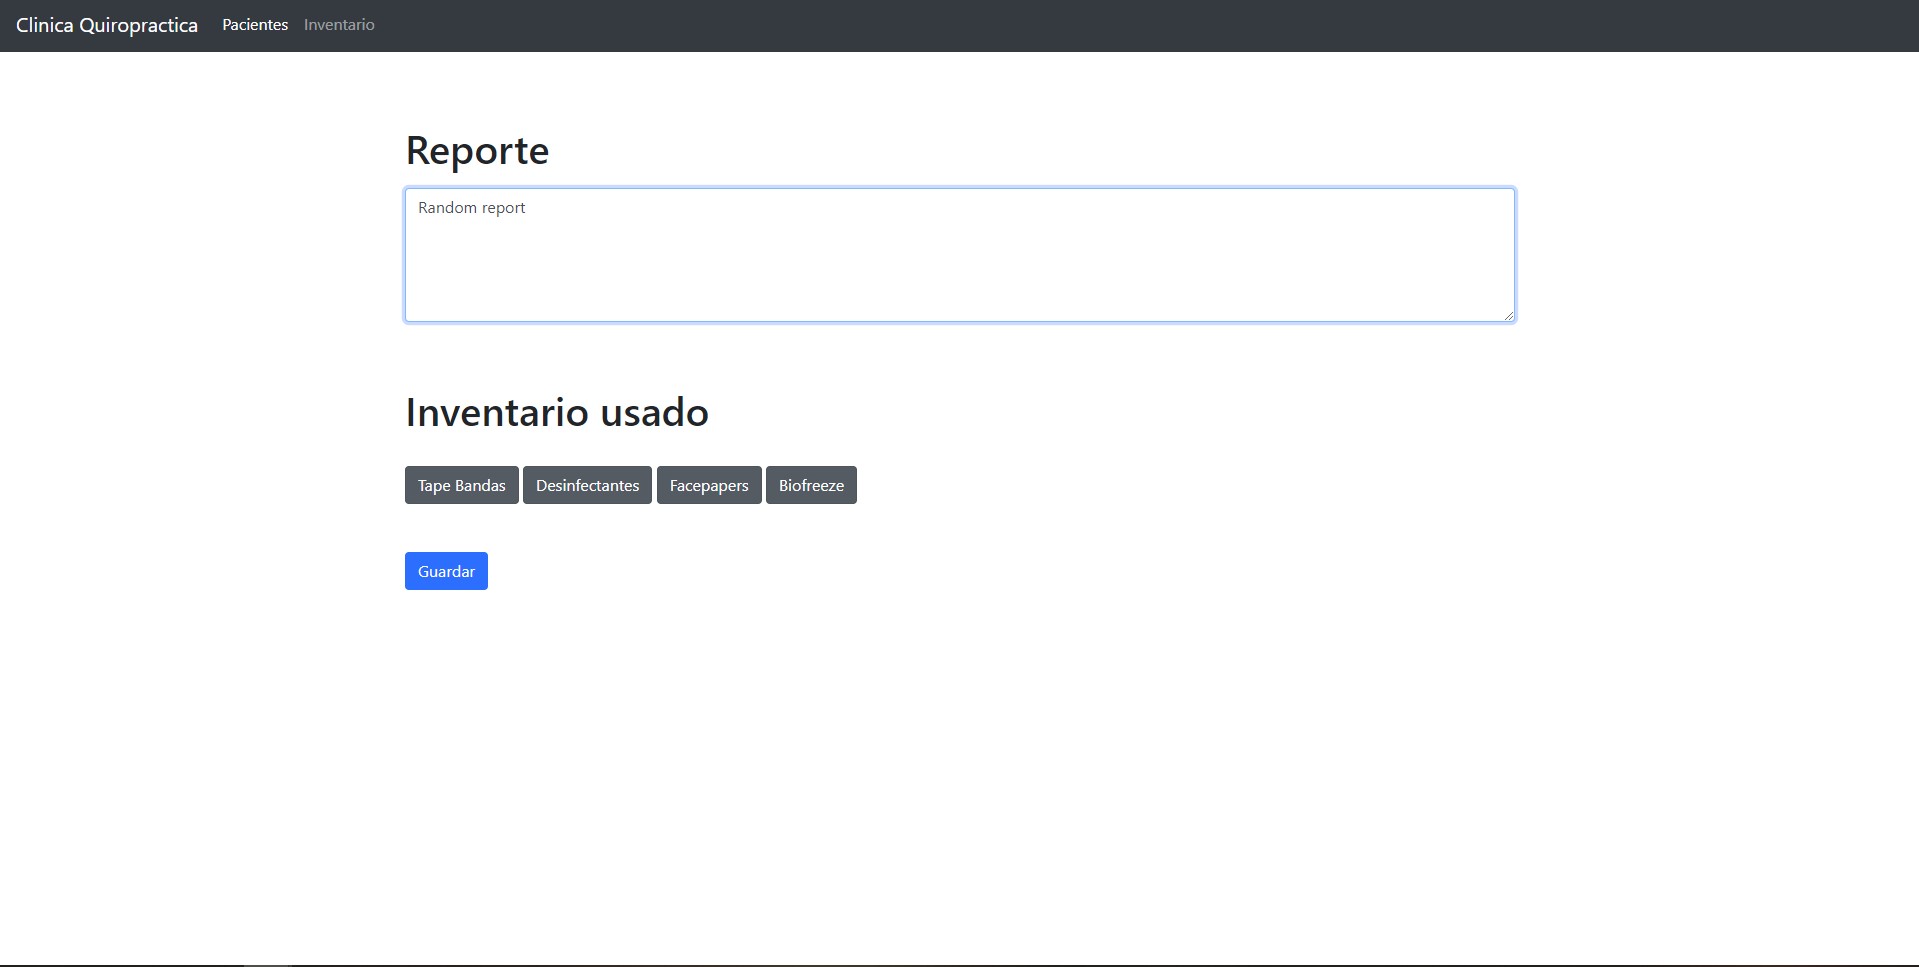 Clinica Quiropractica Pacientes Inventario
Reporte
Random report
Inventario usado
Tape Bandas Desinfectantes Facepapers Biofreeze
Guardar